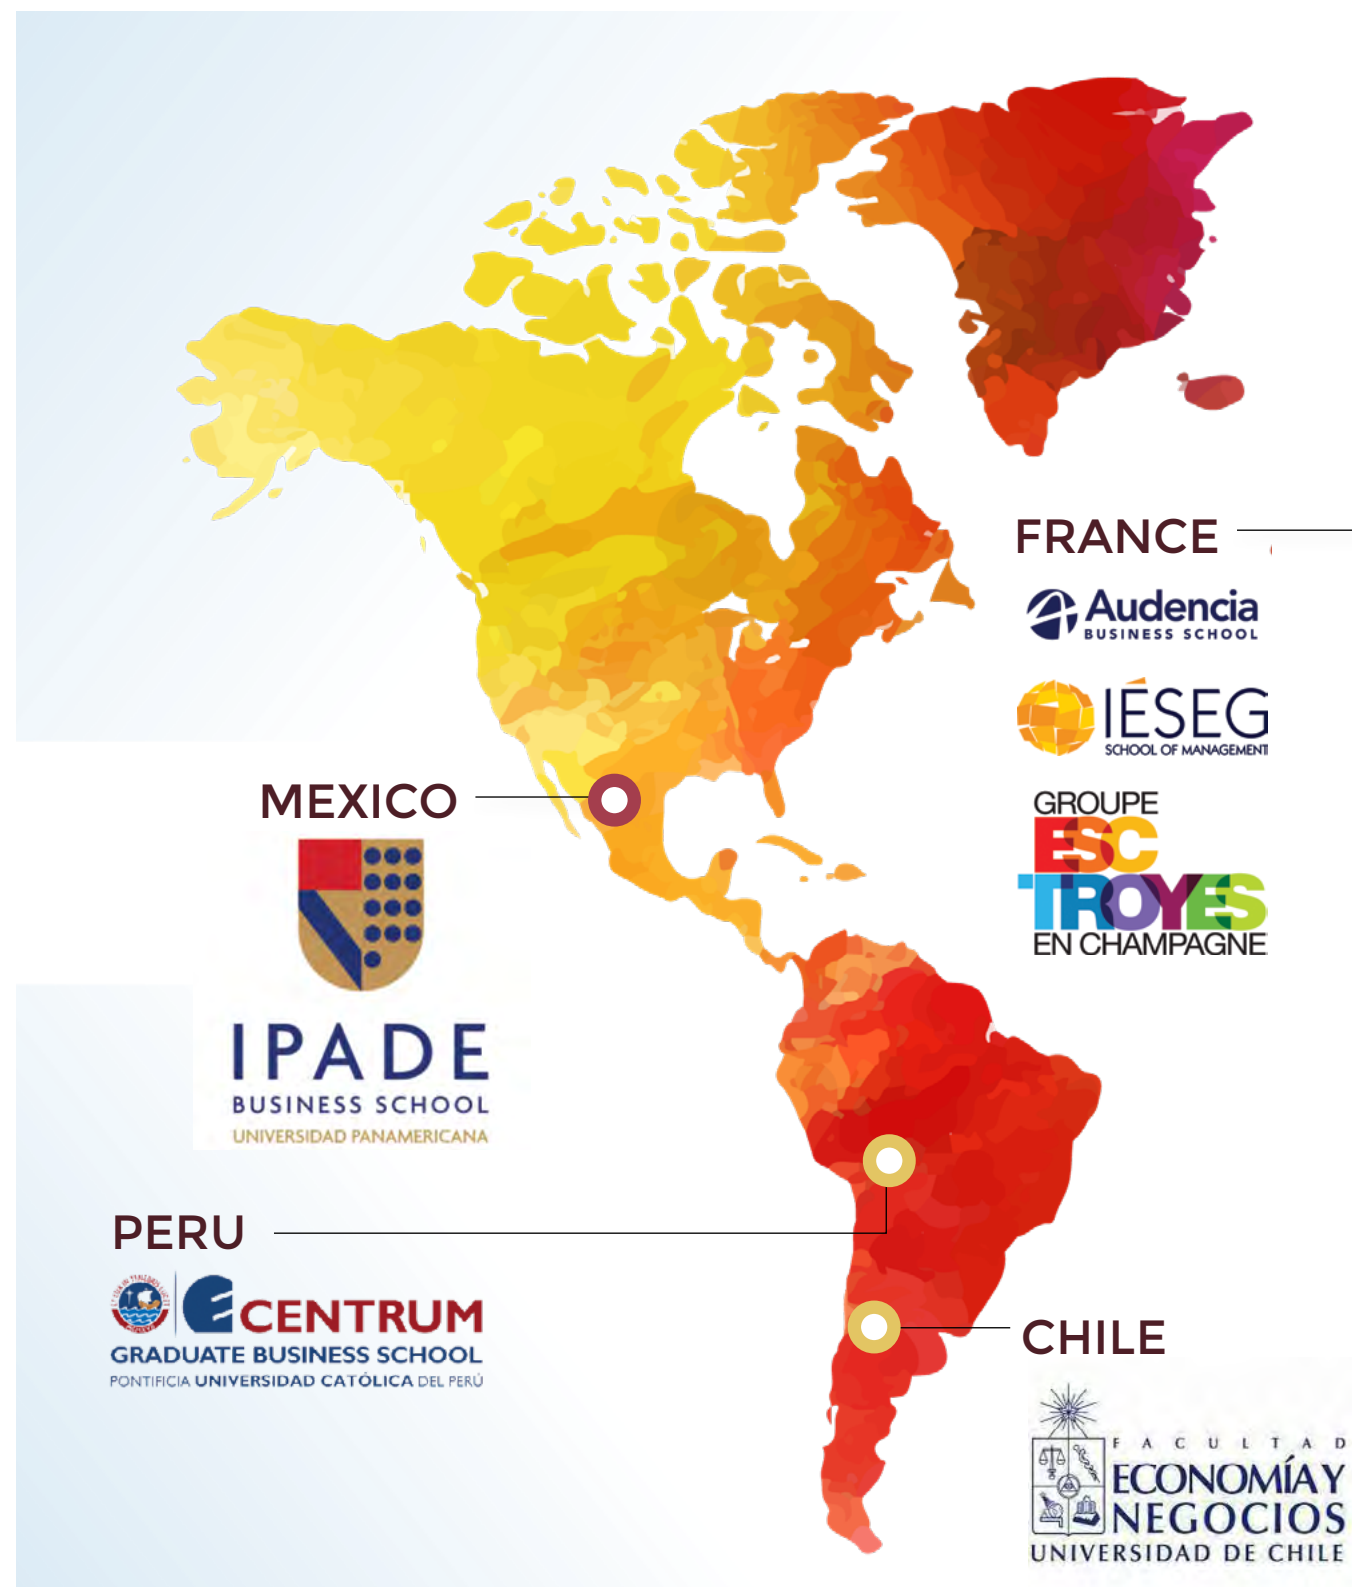 FRANCE
Audencia
BUSINESS SCHOOL
IÉSEG
SCHOOL OF MANAGEMENT
GROUPE
ESC
TROYES
EN CHAMPAGNE
MEXICO
IPADE
BUSINESS SCHOOL
UNIVERSIDAD PANAMERICANA
PERU
CENTRUM
GRADUATE BUSINESS SCHOOL
PONTIFICIA UNIVERSIDAD CATÓLICA DEL PERÚ
CHILE
FACULTAD
ECONOMÍA Y
NEGOCIOS
UNIVERSIDAD DE CHILE